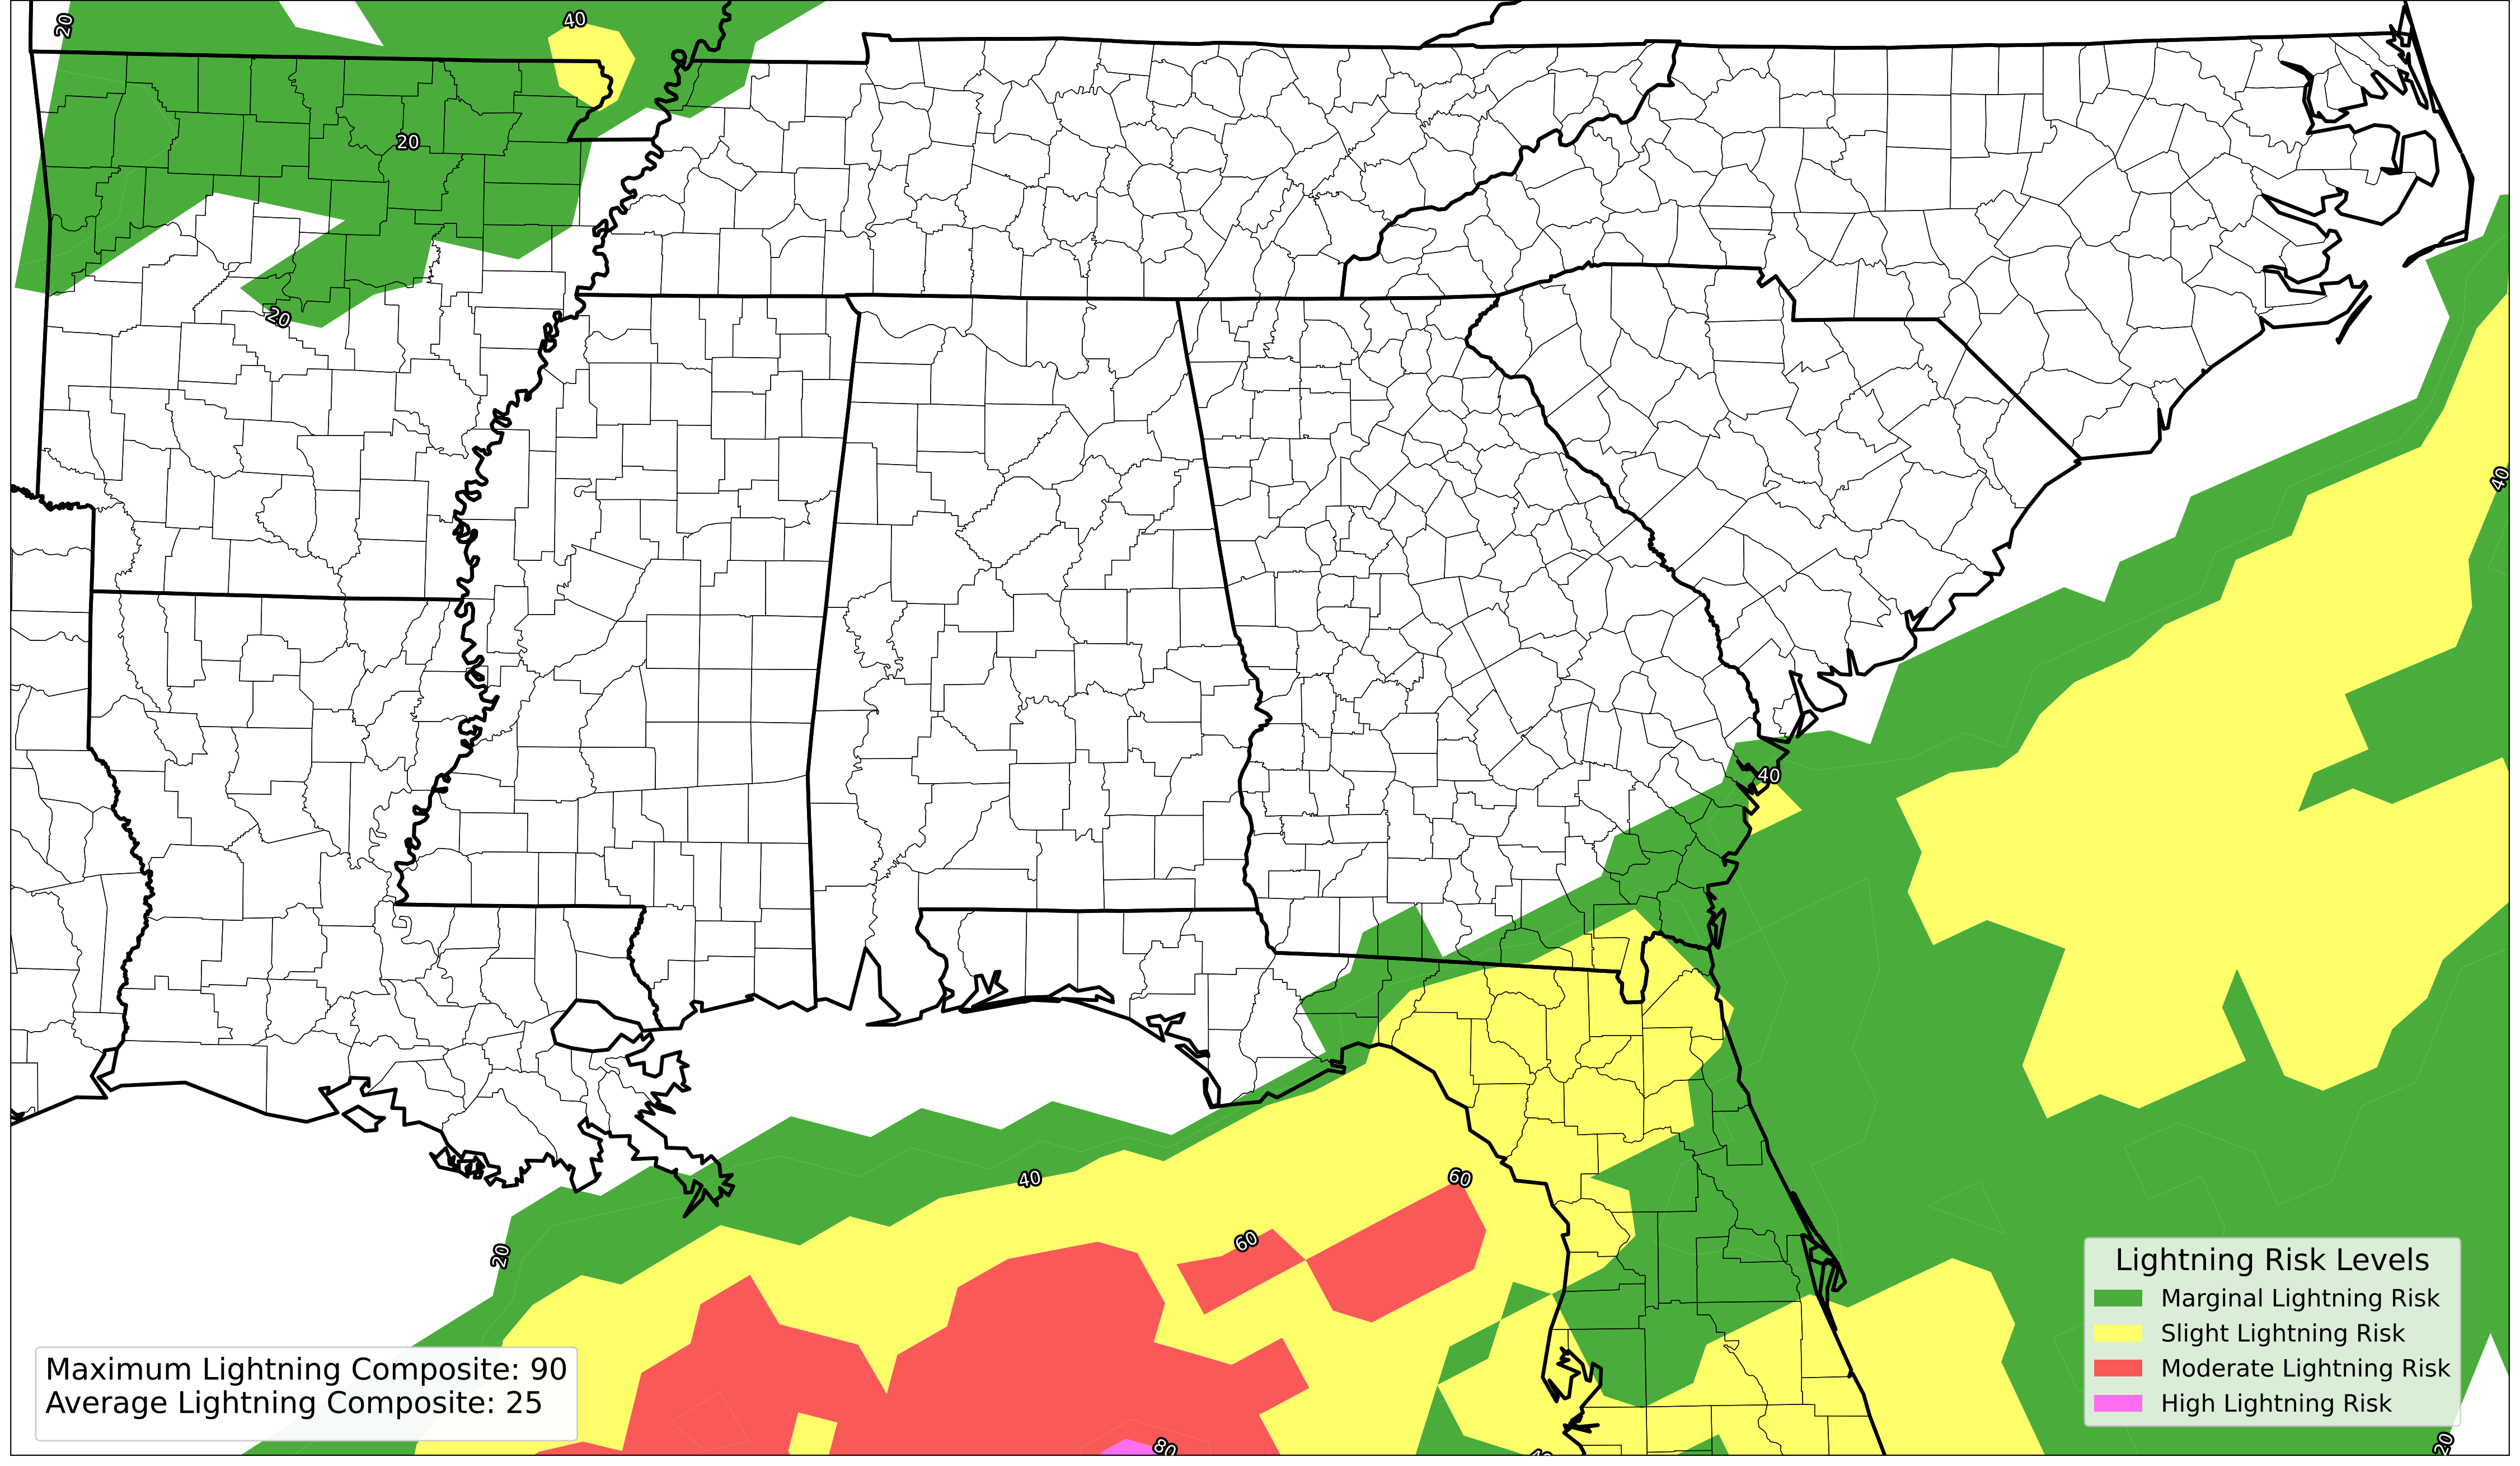 20
40
20
20
40
40
40
60
60
20
80
20
Lightning Risk Levels
Marginal Lightning Risk
Slight Lightning Risk
Moderate Lightning Risk
High Lightning Risk
Maximum Lightning Composite: 90
Average Lightning Composite: 25